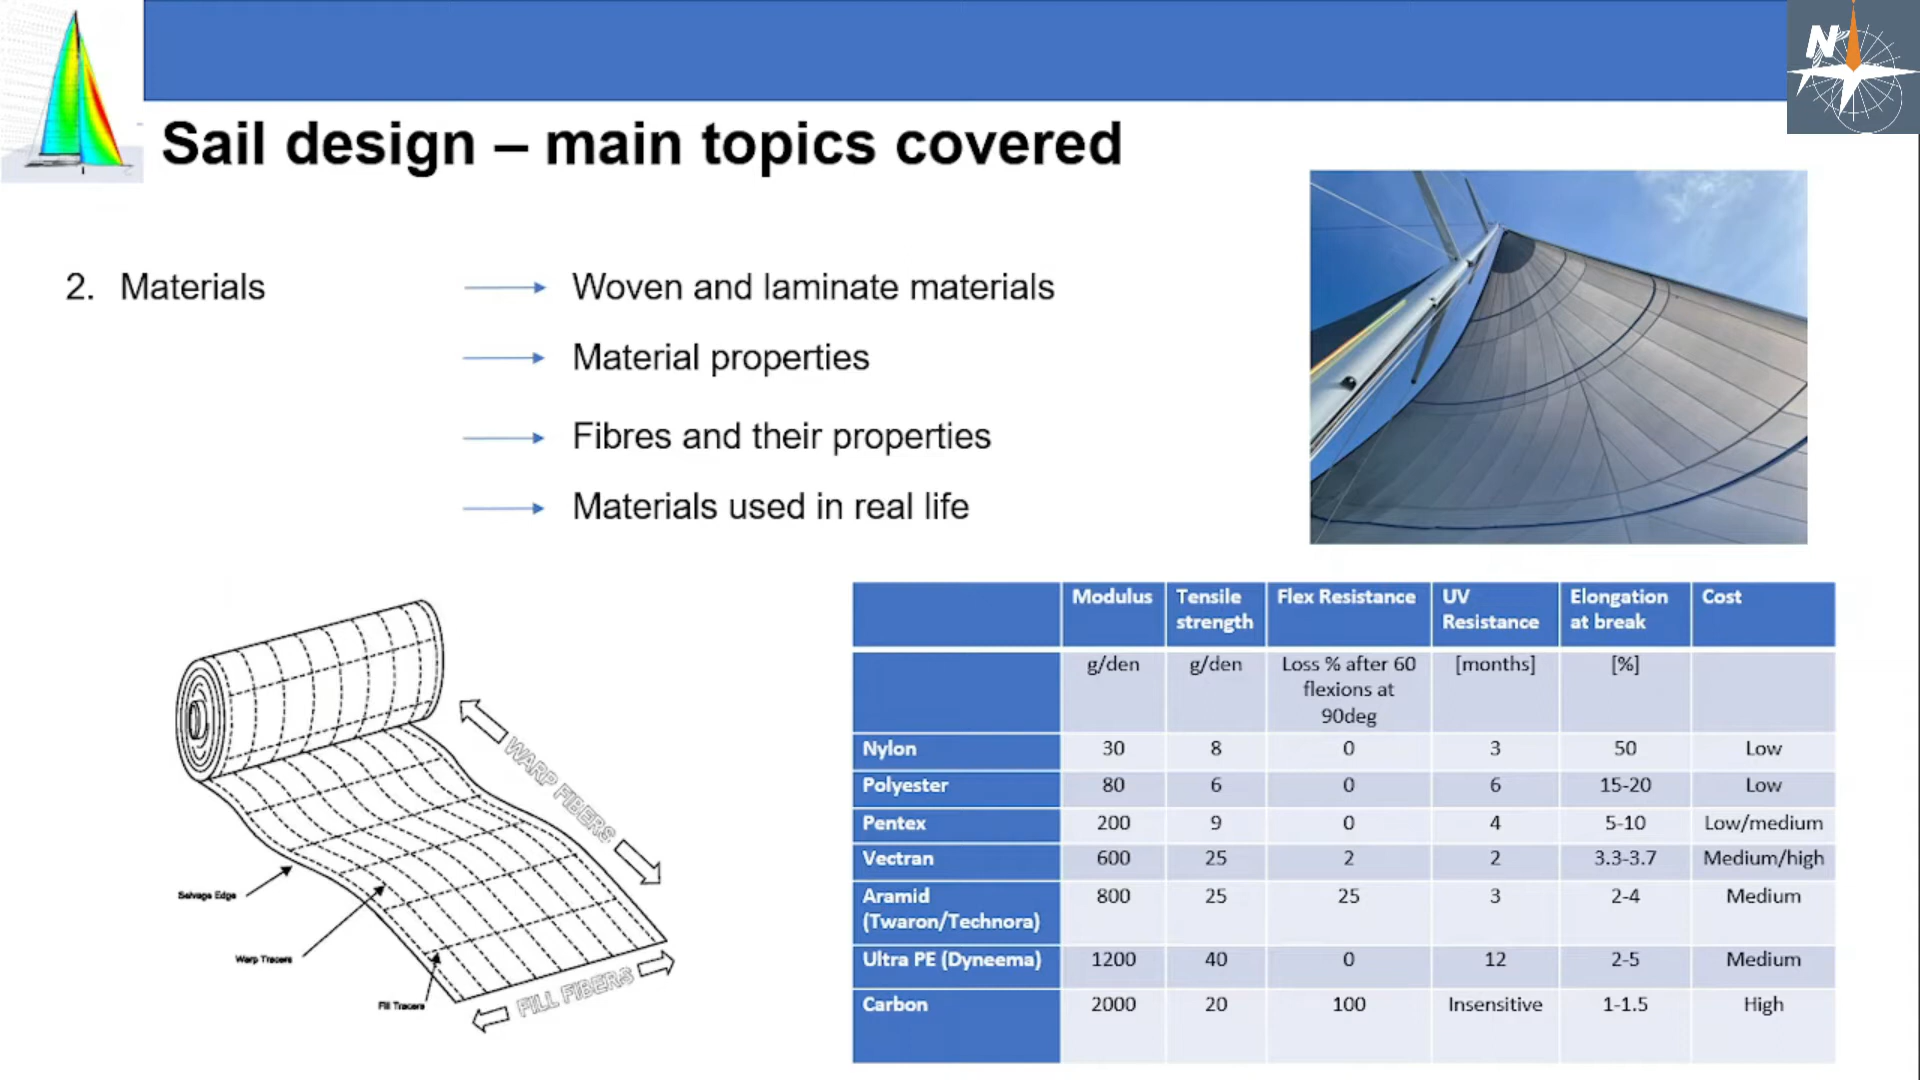 N
Sail design – main topics covered
2. Materials
Woven and laminate materials
Material properties
Fibres and their properties
Materials used in real life
WARP FIBERS
Selvage Edge
Warp Tracers
Fill Tracers
FILL FIBERS
Modulus Tensile strength Flex Resistance UV Resistance Elongation at break Cost
g/den g/den Loss % after 60 flexions at 90deg [months] [%]
Nylon 30 8 0 3 50 Low
Polyester 80 6 0 6 15-20 Low
Pentex 200 9 0 4 5-10 Low/medium
Vectran 600 25 2 2 3.3-3.7 Medium/high
Aramid (Twaron/Technora) 800 25 25 3 2-4 Medium
Ultra PE (Dyneema) 1200 40 0 12 2-5 Medium
Carbon 2000 20 100 Insensitive 1-1.5 High